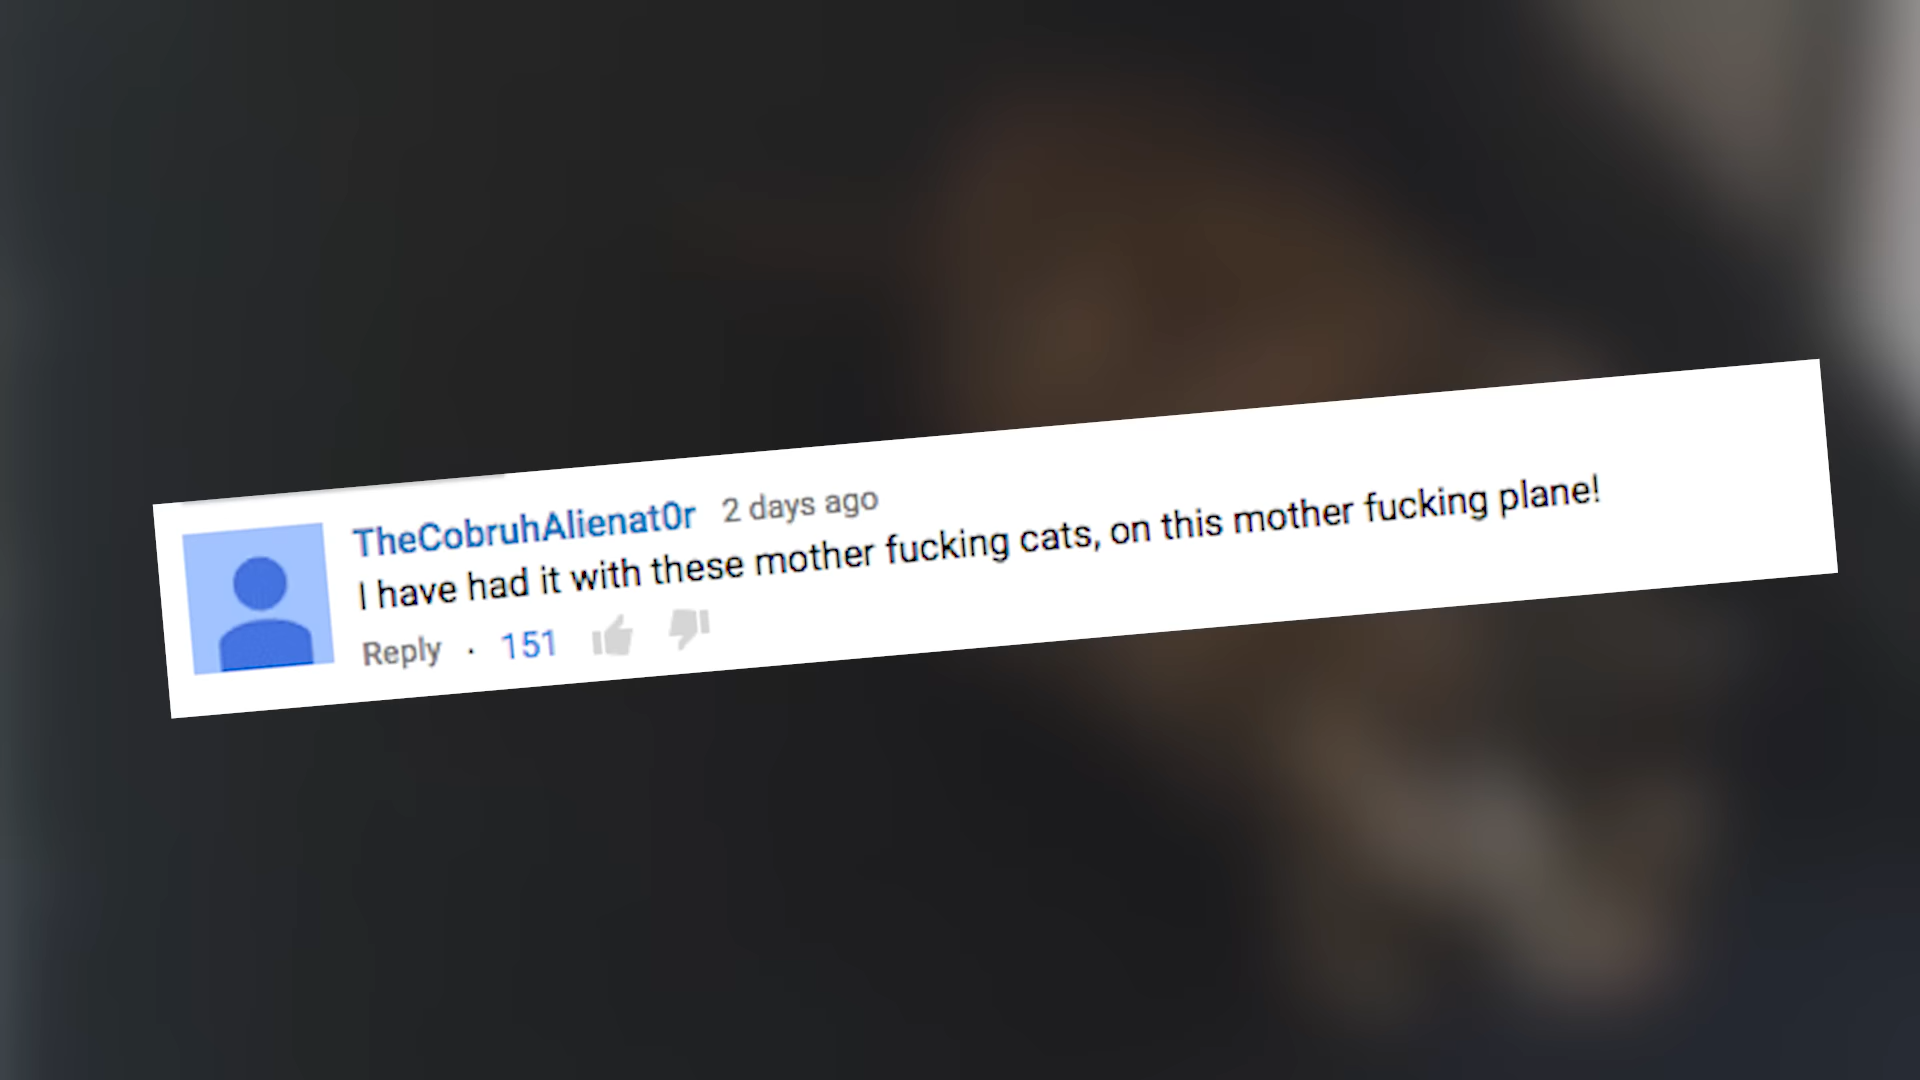 TheCobruhAlienat0r 2 days ago
I have had it with these mother fucking cats, on this mother fucking plane!
Reply · 151